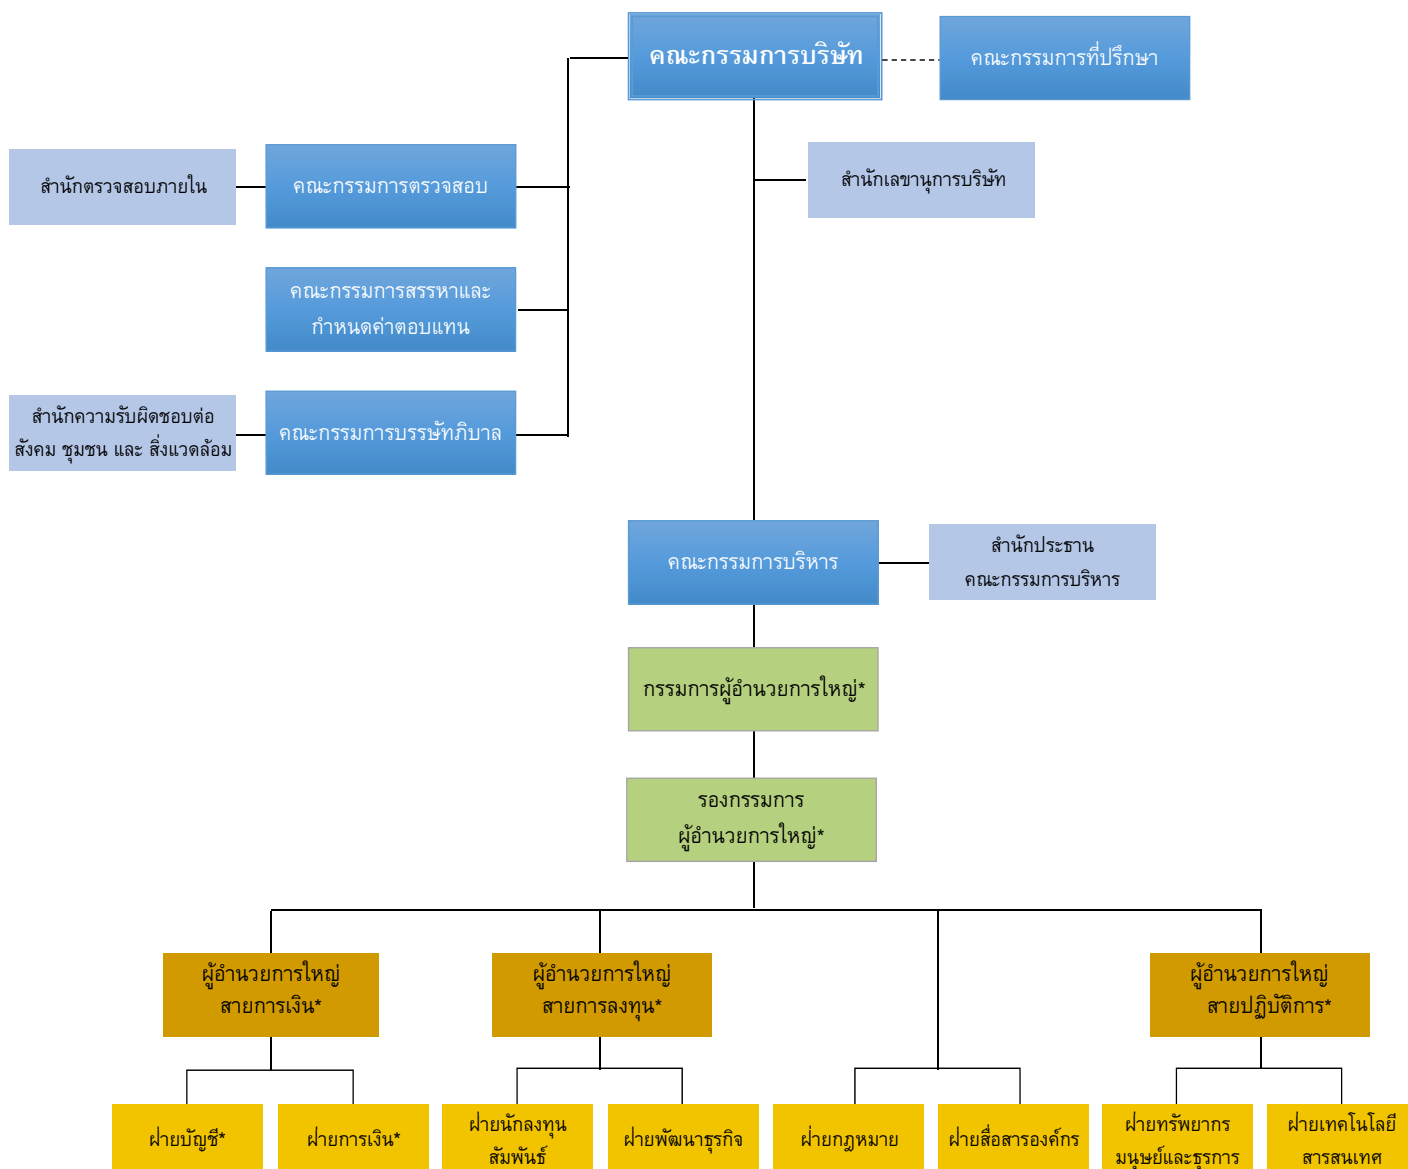 คณะกรรมการบริษัท
คณะกรรมการที่ปรึกษา
สำนักตรวจสอบภายใน
คณะกรรมการตรวจสอบ
สำนักเลขานุการบริษัท
คณะกรรมการสรรหาและ
กำหนดค่าตอบแทน
สำนักความรับผิดชอบต่อ
สังคม ชุมชน และ สิ่งแวดล้อม
คณะกรรมการบรรษัทภิบาล
คณะกรรมการบริหาร
สำนักประธาน
คณะกรรมการบริหาร
กรรมการผู้อำนวยการใหญ่*
รองกรรมการ
ผู้อำนวยการใหญ่*
ผู้อำนวยการใหญ่
สายการเงิน*
ผู้อำนวยการใหญ่
สายการลงทุน*
ผู้อำนวยการใหญ่
สายปฏิบัติการ*
ฝ่ายบัญชี*
ฝ่ายการเงิน*
ฝ่ายนักลงทุน
สัมพันธ์
ฝ่ายพัฒนาธุรกิจ
ฝ่ายกฎหมาย
ฝ่ายสื่อสารองค์กร
ฝ่ายทรัพยากร
มนุษย์และธุรการ
ฝ่ายเทคโนโลยี
สารสนเทศ